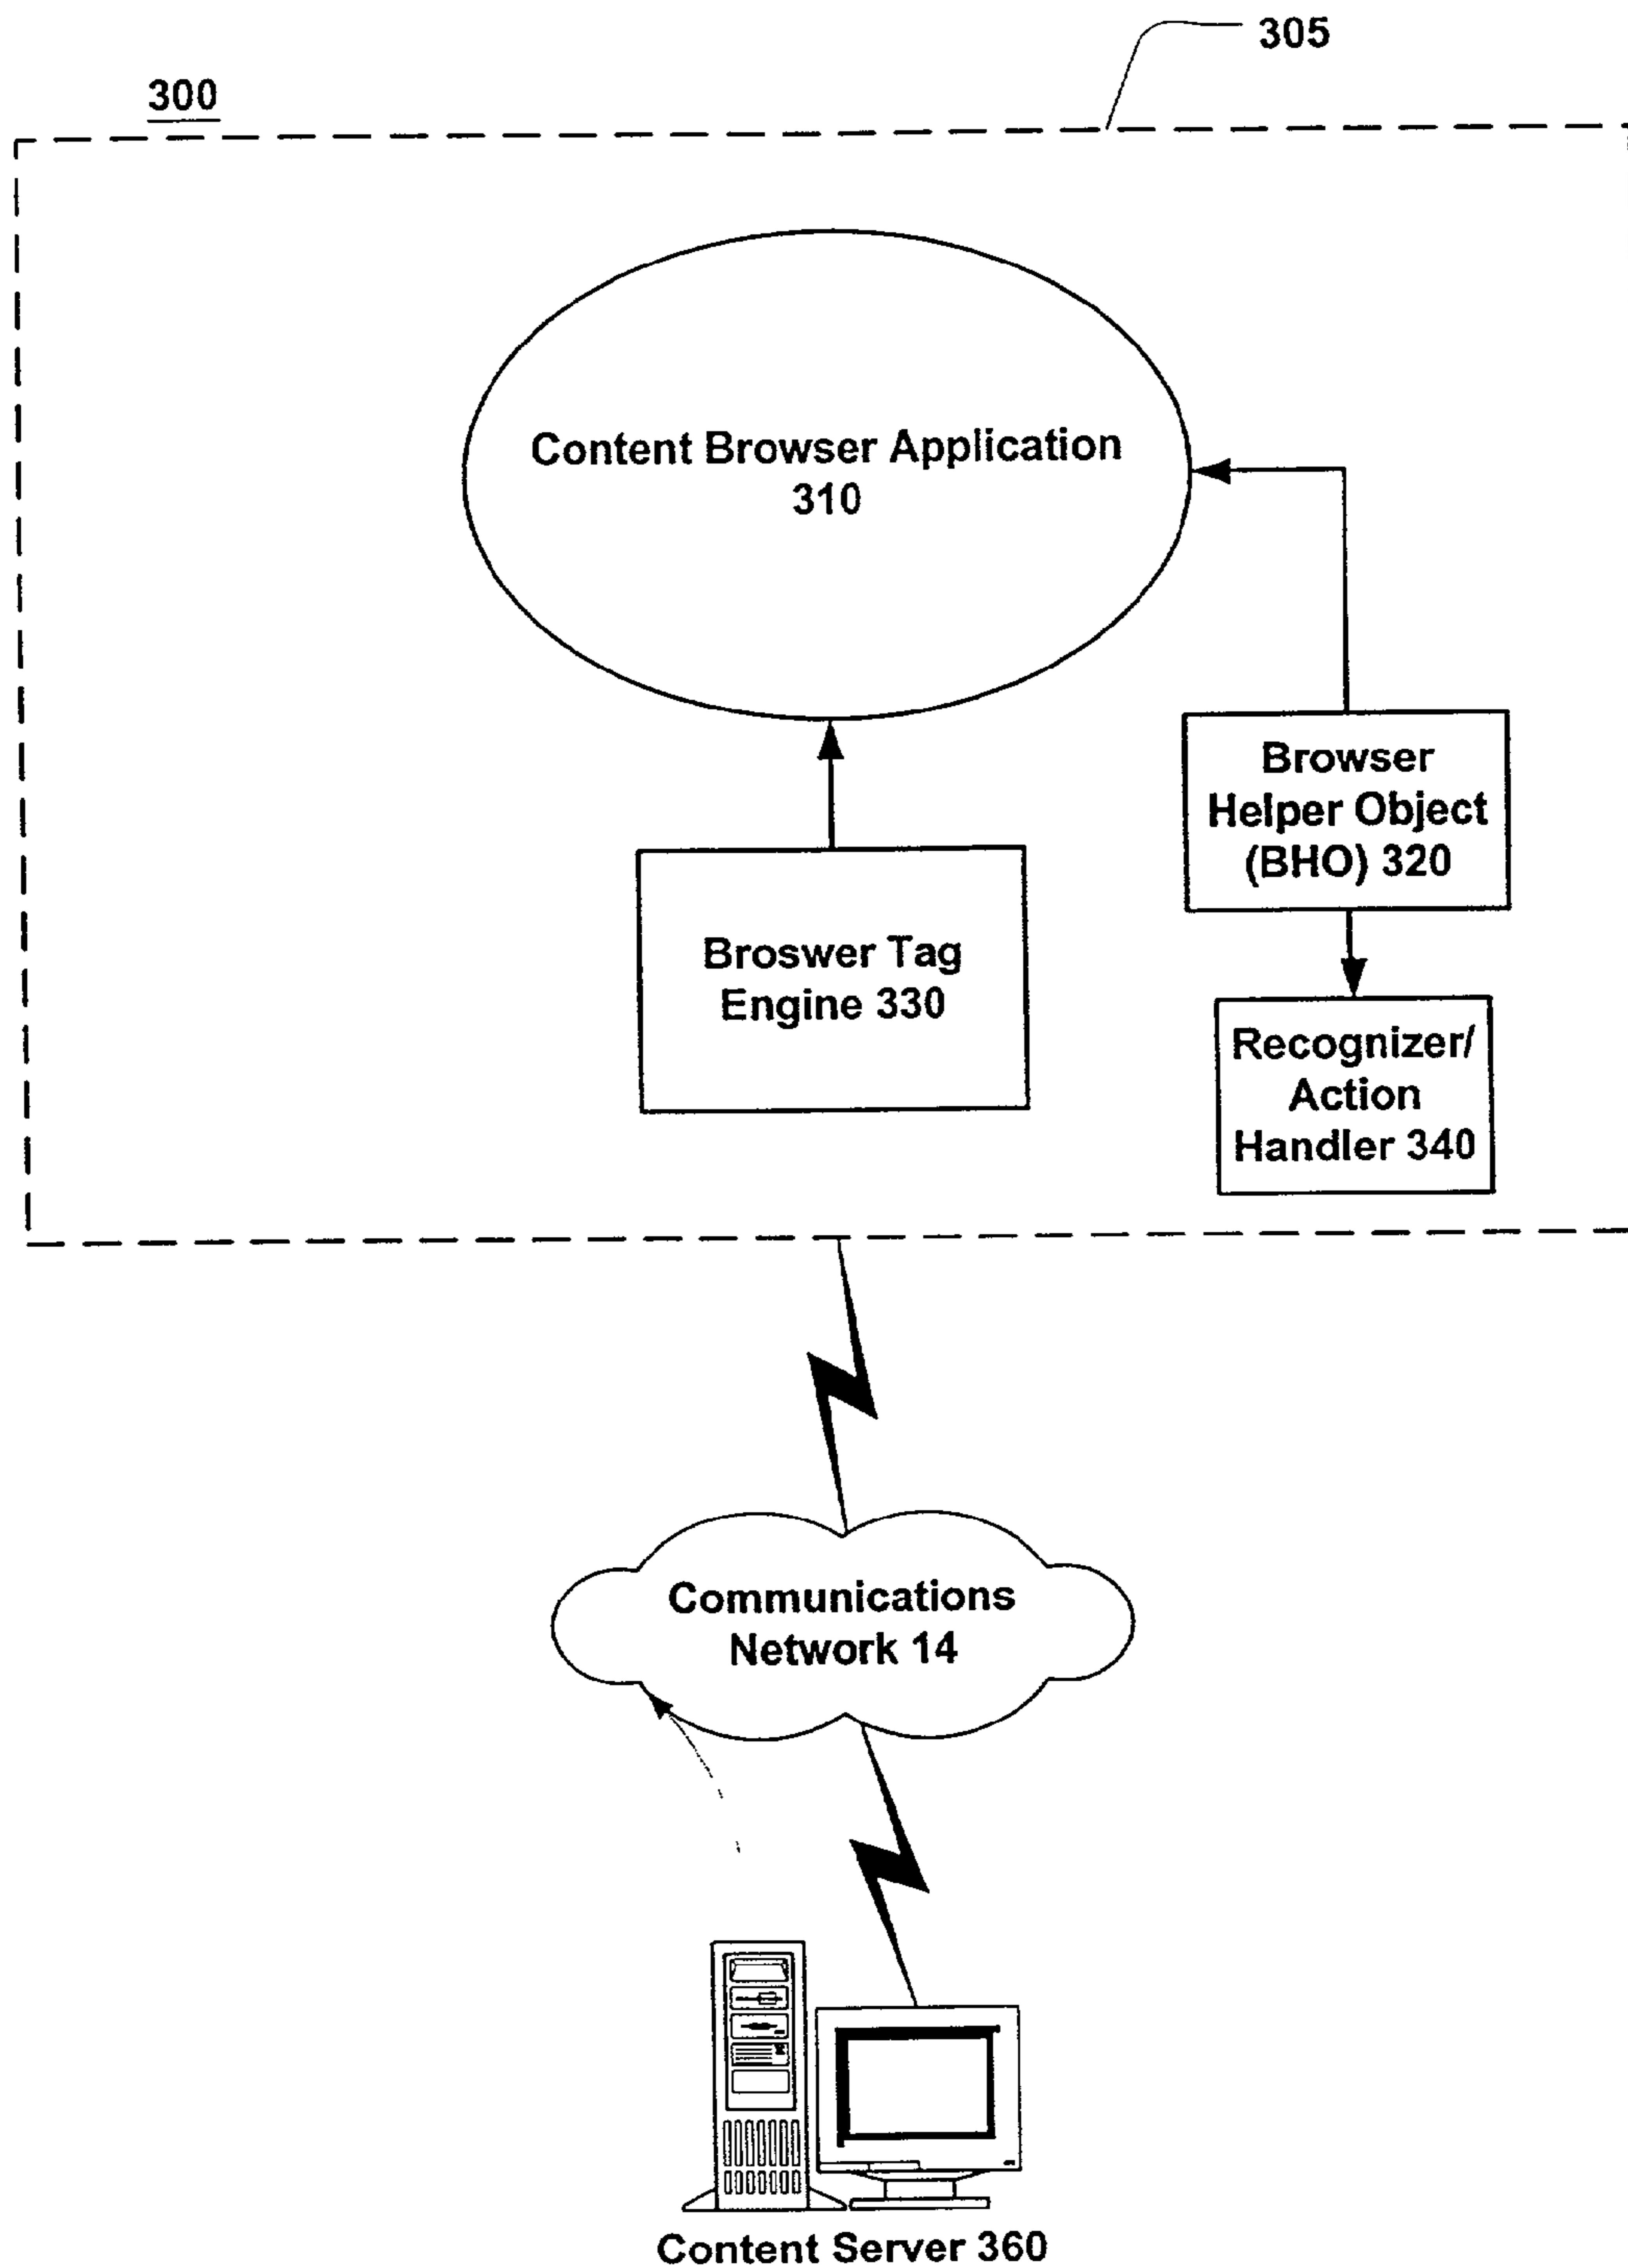 305
300
Content Browser Application
310
Browser
Helper Object
(BHO) 320
Broswer Tag
Engine 330
Recognizer/
Action
Handler 340
Communications
Network 14
Content Server 360